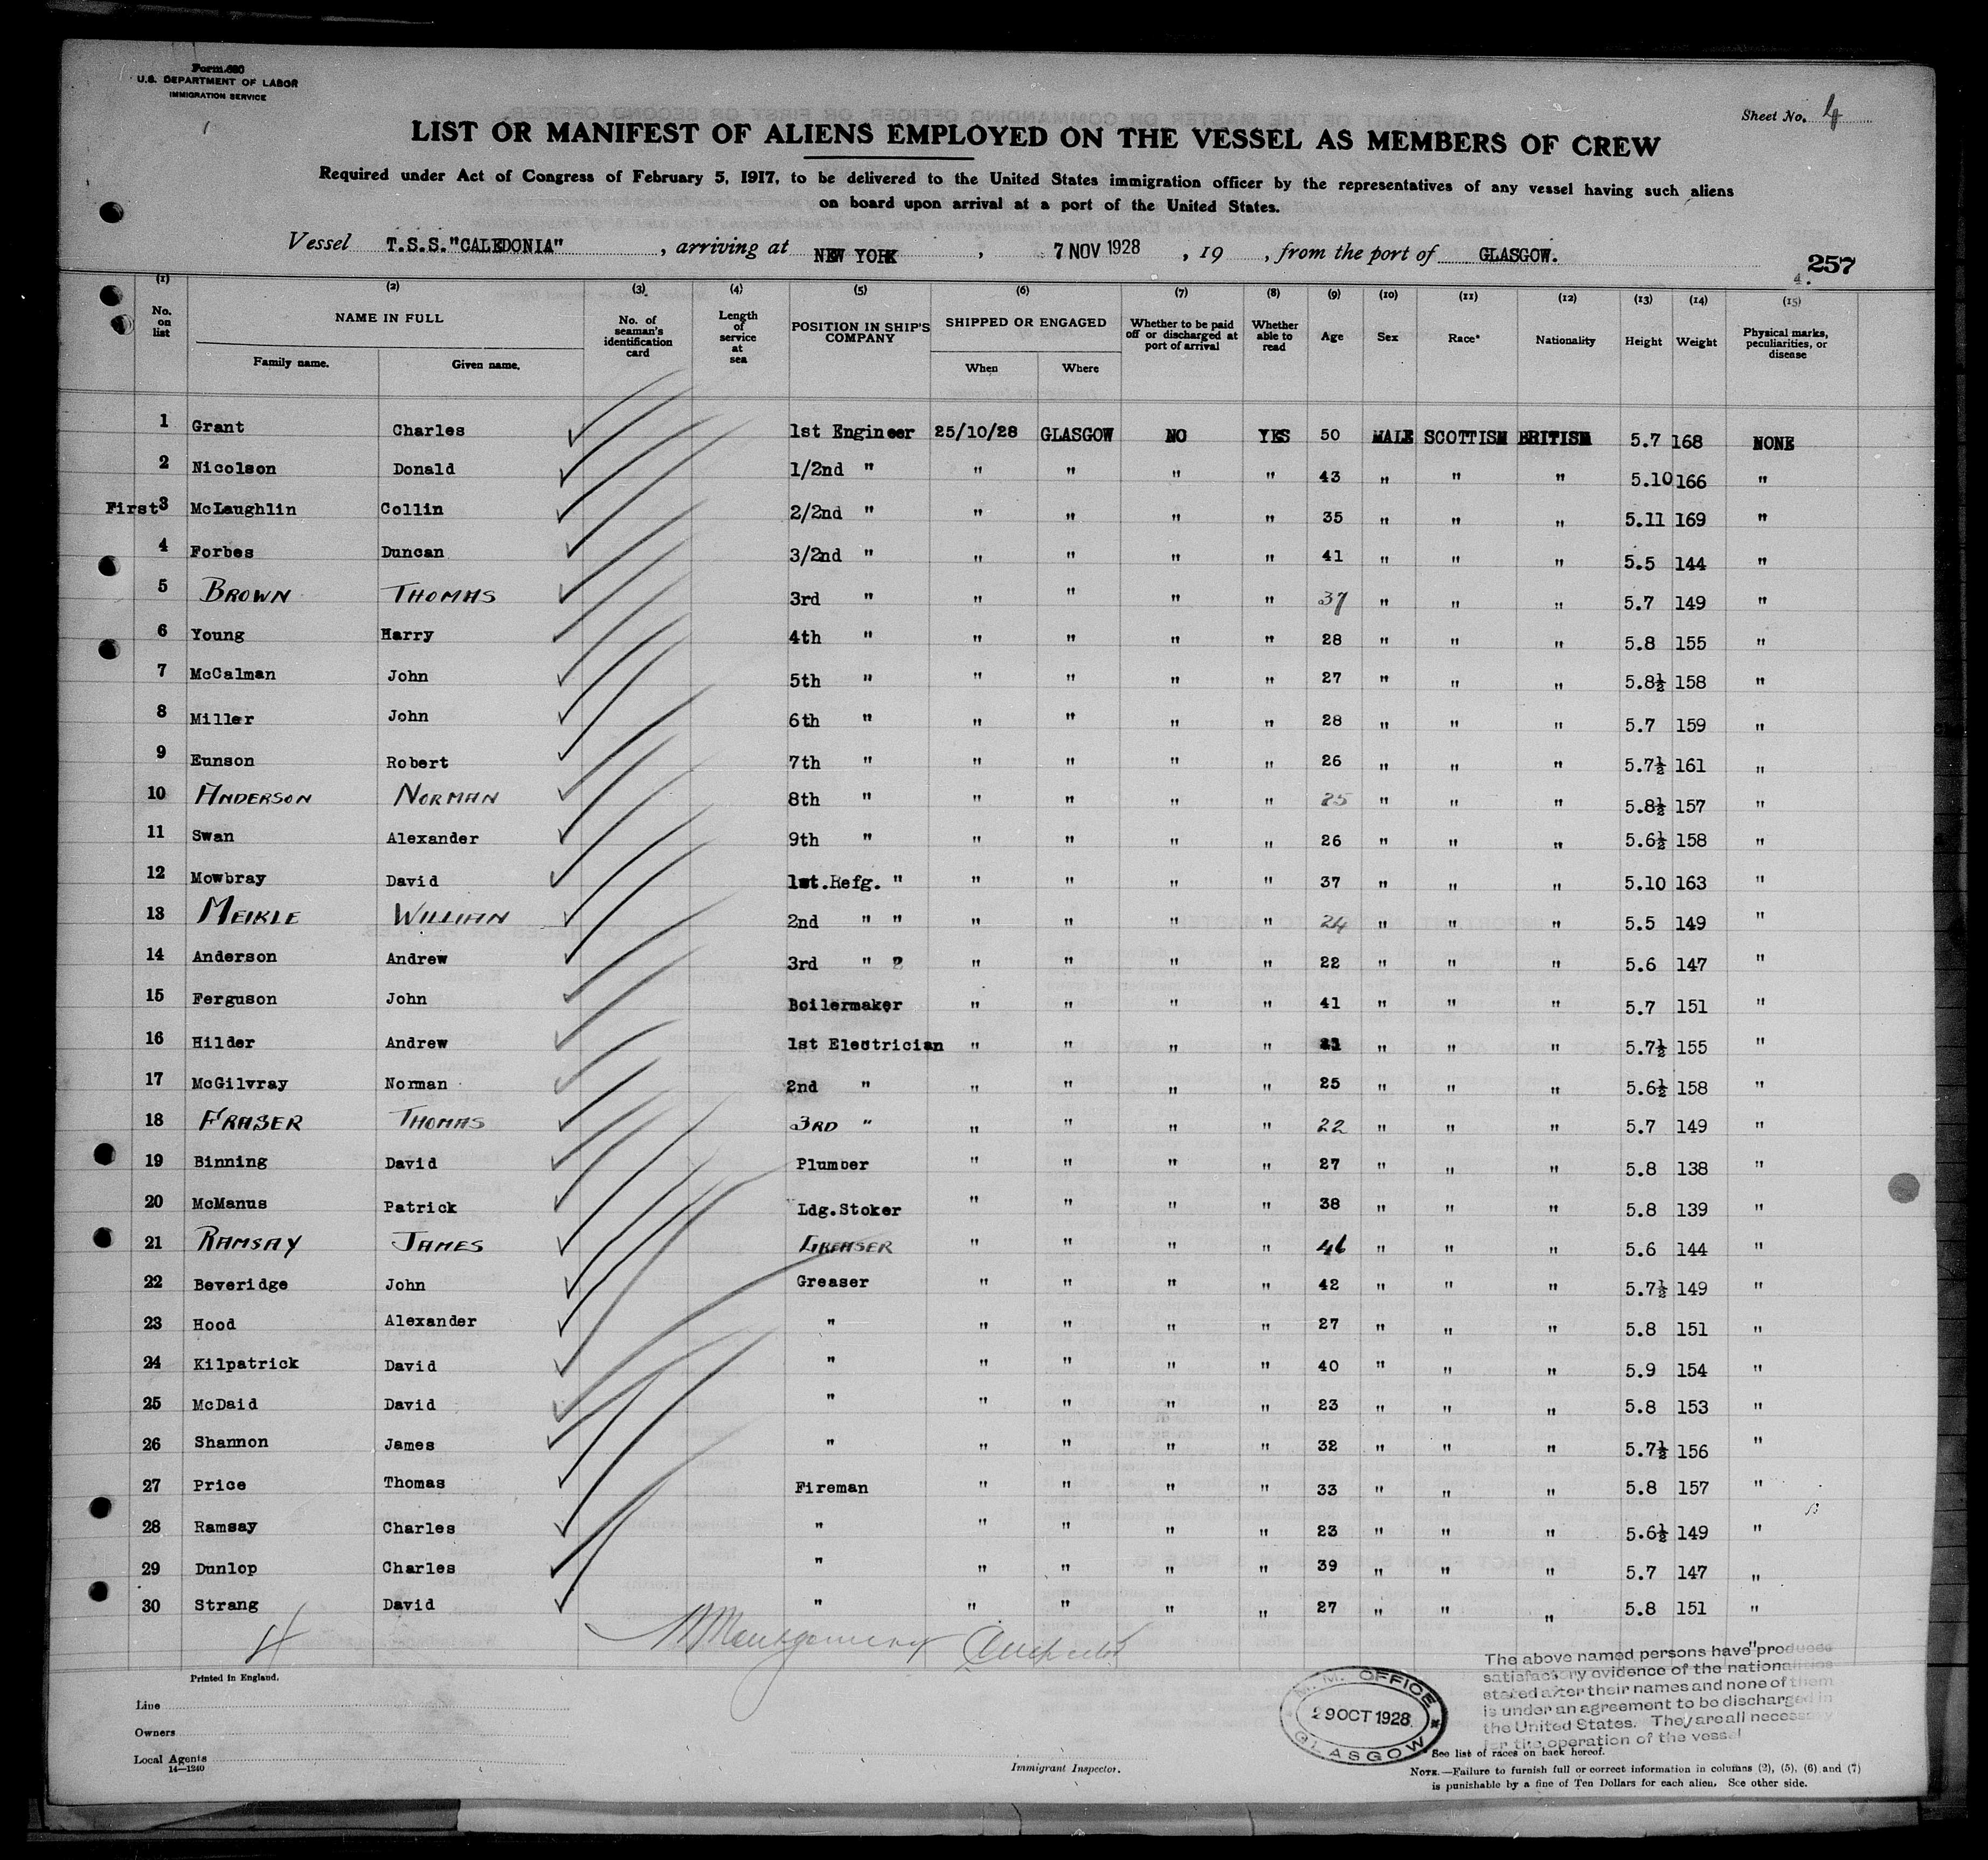 Form 680
U.S. DEPARTMENT OF LABOR
IMMIGRATION SERVICE
Sheet No. 4
LIST OR MANIFEST OF ALIENS EMPLOYED ON THE VESSEL AS MEMBERS OF CREW
Required under Act of Congress of February 5, 1917, to be delivered to the United States immigration officer by the representatives of any vessel having such aliens
on board upon arrival at a port of the United States.
Vessel T.S.S."CALEDONIA" , arriving at NEW YORK , 7 NOV 1928 , 19 , from the port of GLASGOW.
4. 257
(1) (2) (3) (4) (5) (6) (7) (8) (9) (10) (11) (12) (13) (14) (15)
No. on list NAME IN FULL Family name. Given name. No. of seaman's identification card Length of service at sea POSITION IN SHIP'S COMPANY SHIPPED OR ENGAGED When Where Whether to be paid off or discharged at port of arrival Whether able to read Age Sex Race* Nationality Height Weight Physical marks, peculiarities, or disease
1 Grant Charles 1st Engineer 25/10/28 GLASGOW NO YES 50 MALE SCOTTISH BRITISH 5.7 168 NONE
2 Nicolson Donald 1/2nd " " " " " 43 " " " 5.10 166 "
First 3 McLaughlin Collin 2/2nd " " " " " 35 " " " 5.11 169 "
4 Forbes Duncan 3/2nd " " " " " 41 " " " 5.5 144 "
5 BROWN THOMAS 3rd " " " " " 37 " " " 5.7 149 "
6 Young Harry 4th " " " " " 28 " " " 5.8 155 "
7 McCalman John 5th " " " " " 27 " " " 5.8½ 158 "
8 Miller John 6th " " " " " 28 " " " 5.7 159 "
9 Eunson Robert 7th " " " " " 26 " " " 5.7½ 161 "
10 ANDERSON NORMAN 8th " " " " " 25 " " " 5.8½ 157 "
11 Swan Alexander 9th " " " " " 26 " " " 5.6½ 158 "
12 Mowbray David 1st.Refg. " " " " " 37 " " " 5.10 163 "
13 MEIKLE WILLIAN 2nd " " " " " " 24 " " " 5.5 149 "
14 Anderson Andrew 3rd " " " " " 22 " " " 5.6 147 "
15 Ferguson John Boilermaker " " " " 41 " " " 5.7 151 "
16 Hilder Andrew 1st Electrician " " " " " " " 5.7½ 155 "
17 McGilvray Norman 2nd " " " " " 25 " " " 5.6½ 158 "
18 FRASER THOMAS 3RD " " " " " 22 " " " 5.7 149 "
19 Binning David Plumber " " " " 27 " " " 5.8 138 "
20 McManus Patrick Ldg.Stoker " " " " 38 " " " 5.8 139 "
21 RAMSAY JAMES GREASER " " " " 46 " " " 5.6 144 "
22 Beveridge John Greaser " " " " 42 " " " 5.7½ 149 "
23 Hood Alexander " " " " " 27 " " " 5.8 151 "
24 Kilpatrick David " " " " " 40 " " " 5.9 154 "
25 McDaid David " " " " " 23 " " " 5.8 153 "
26 Shannon James " " " " " 32 " " " 5.7½ 156 "
27 Price Thomas Fireman " " " " 33 " " " 5.8 157 "
28 Ramsay Charles " " " " " 23 " " " 5.6½ 149 "
29 Dunlop Charles " " " " " 39 " " " 5.7 147 "
30 Strang David " " " " " 27 " " " 5.8 151 "
4 Montgomery
Printed in England.
Line
Owners
Local Agents
14—1240
Immigrant Inspector.
M. M. OFFICE
29 OCT 1928
GLASGOW
The above named persons have produced
satisfactory evidence of the nationalities
stated after their names and none of them
is under an agreement to be discharged in
the United States. They are all necessary
for the operation of the vessel
*See list of races on back hereof.
NOTE.—Failure to furnish full or correct information in columns (2), (5), (6) and (7)
is punishable by a fine of Ten Dollars for each alien. See other side.